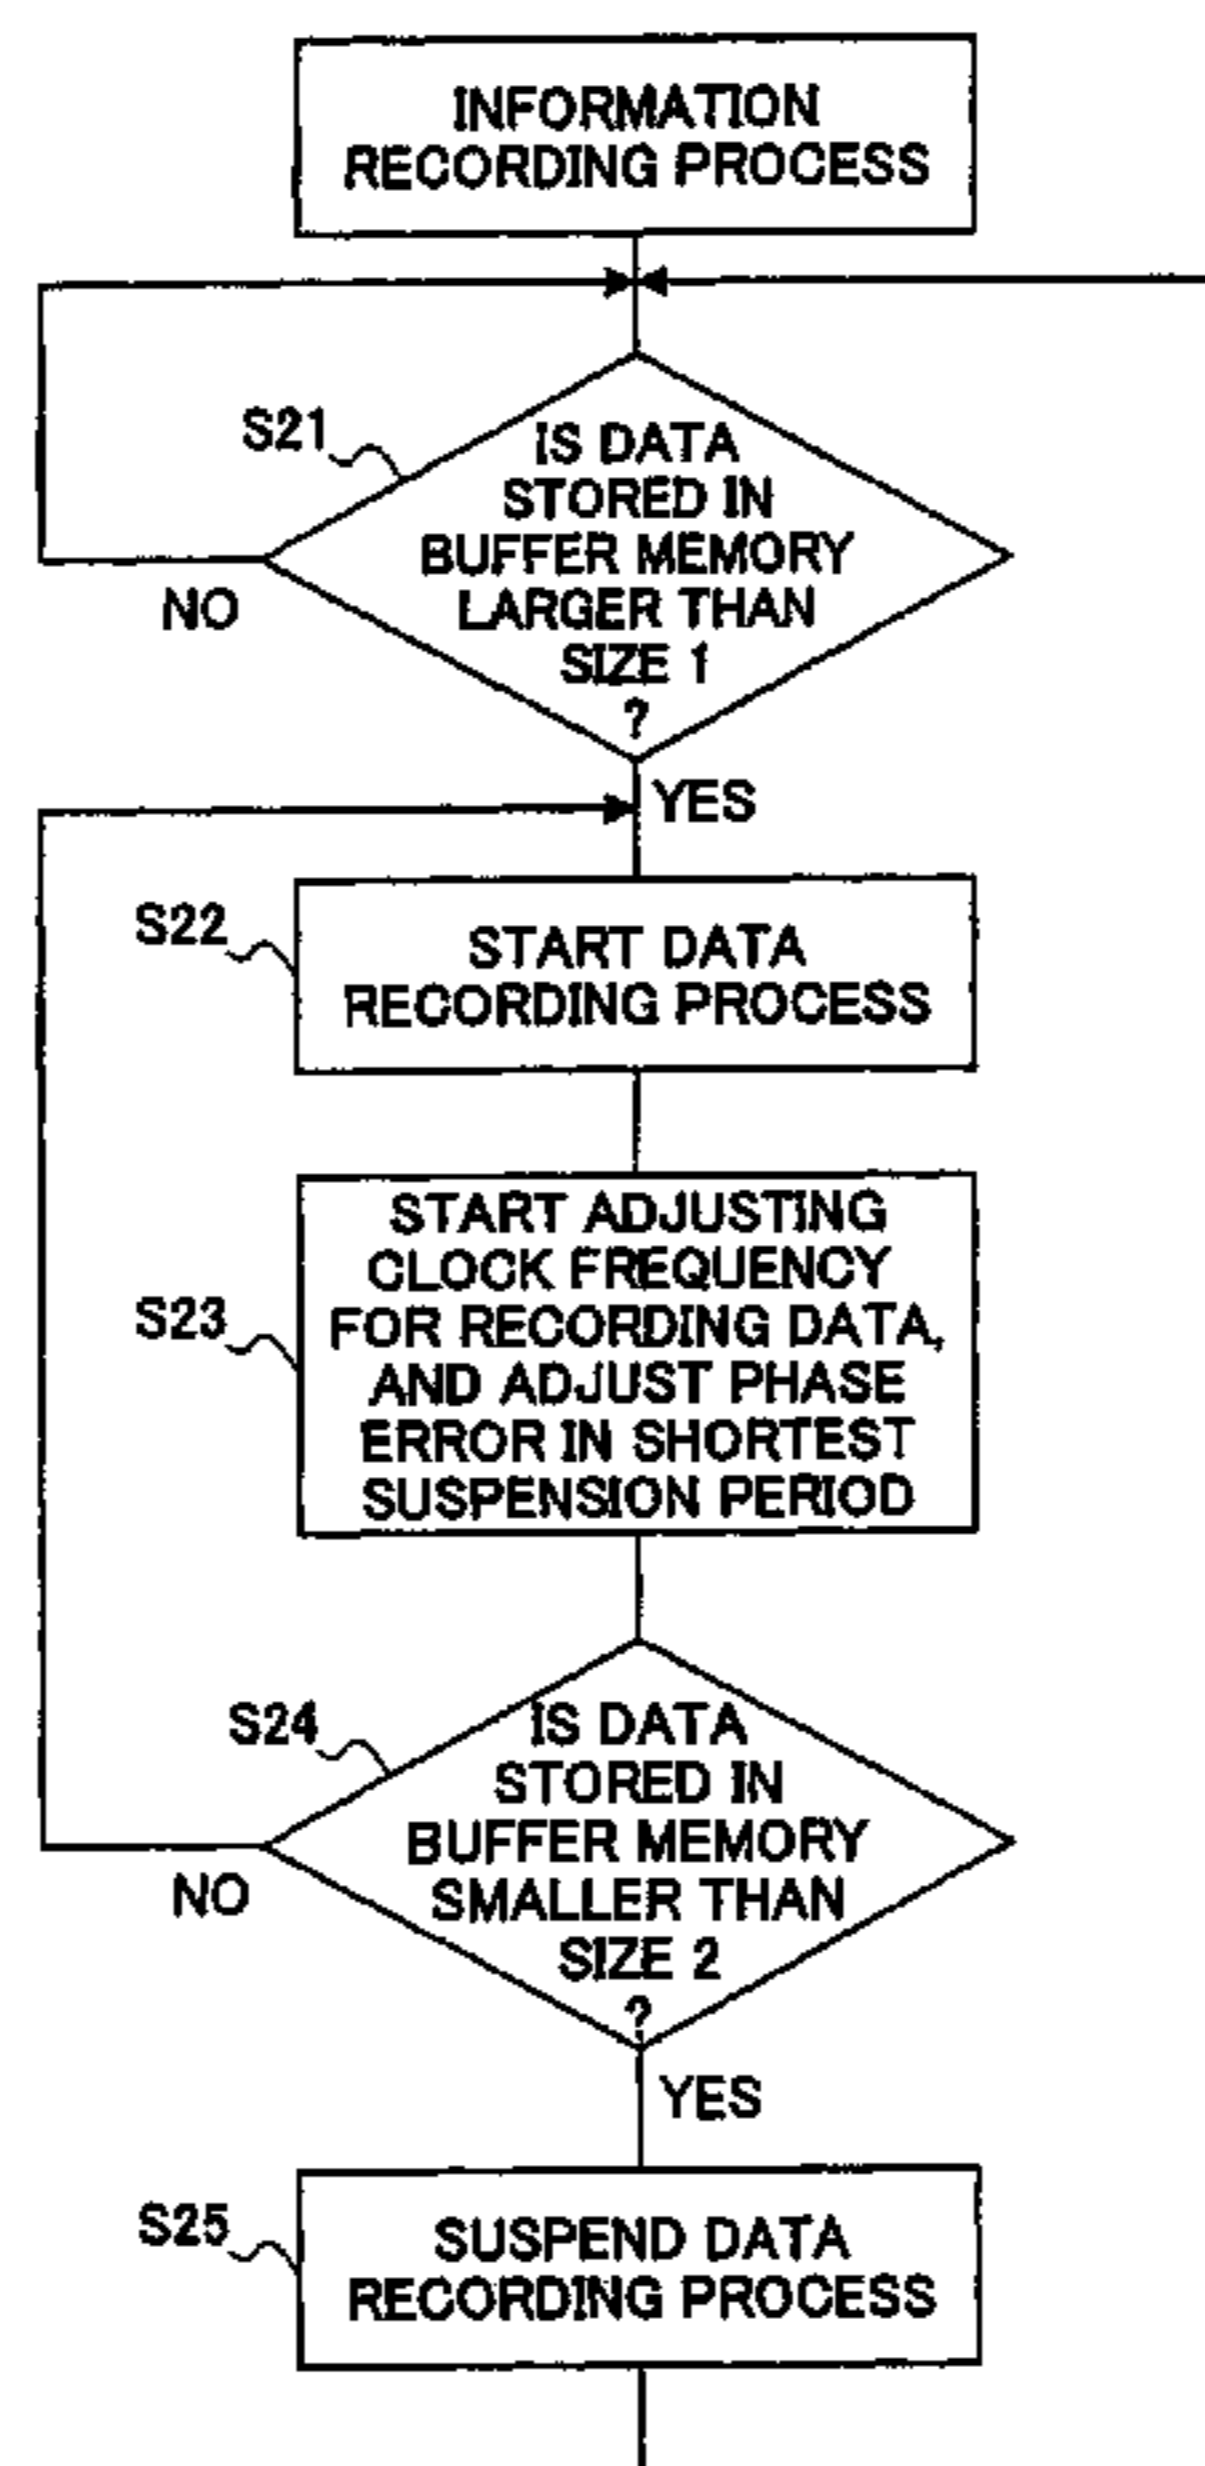 INFORMATION
RECORDING PROCESS
S21
IS DATA
STORED IN
BUFFER MEMORY
LARGER THAN
SIZE 1
?
NO
YES
S22
START DATA
RECORDING PROCESS
S23
START ADJUSTING
CLOCK FREQUENCY
FOR RECORDING DATA,
AND ADJUST PHASE
ERROR IN SHORTEST
SUSPENSION PERIOD
S24
IS DATA
STORED IN
BUFFER MEMORY
SMALLER THAN
SIZE 2
?
NO
YES
S25
SUSPEND DATA
RECORDING PROCESS